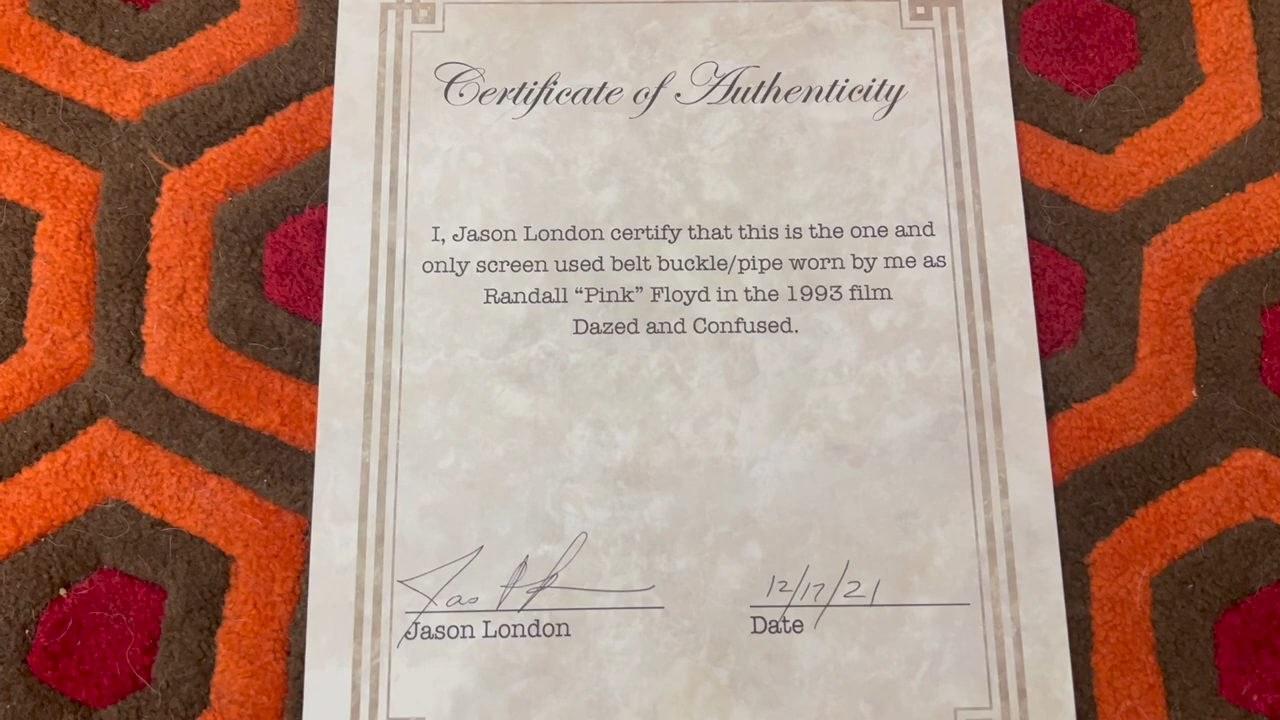 Certificate of Authenticity
I, Jason London certify that this is the one and
only screen used belt buckle/pipe worn by me as
Randall “Pink” Floyd in the 1993 film
Dazed and Confused.
12/17/21
Jason London Date